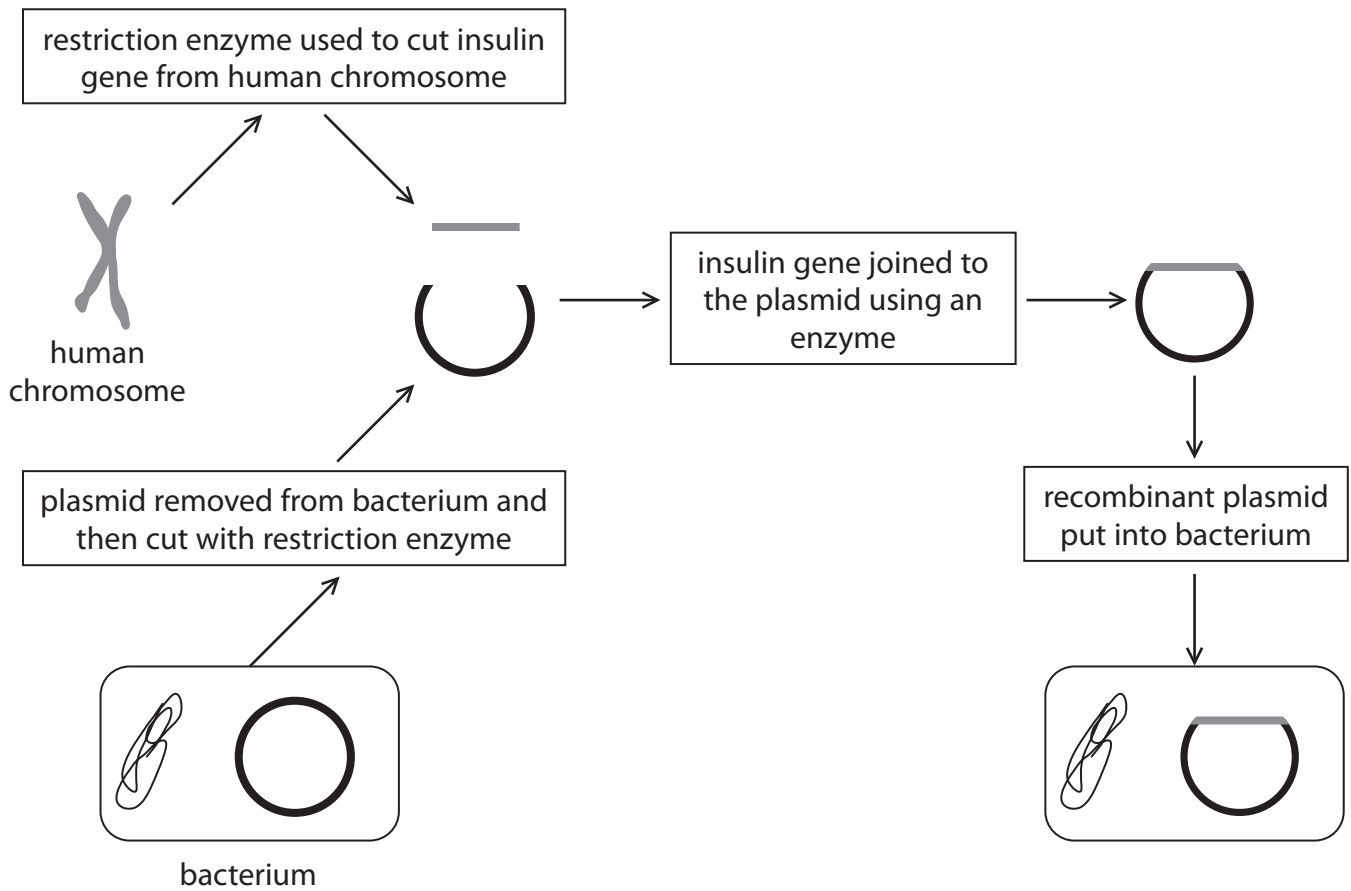 restriction enzyme used to cut insulin
gene from human chromosome
human
chromosome
insulin gene joined to
the plasmid using an
enzyme
plasmid removed from bacterium and
then cut with restriction enzyme
recombinant plasmid
put into bacterium
bacterium